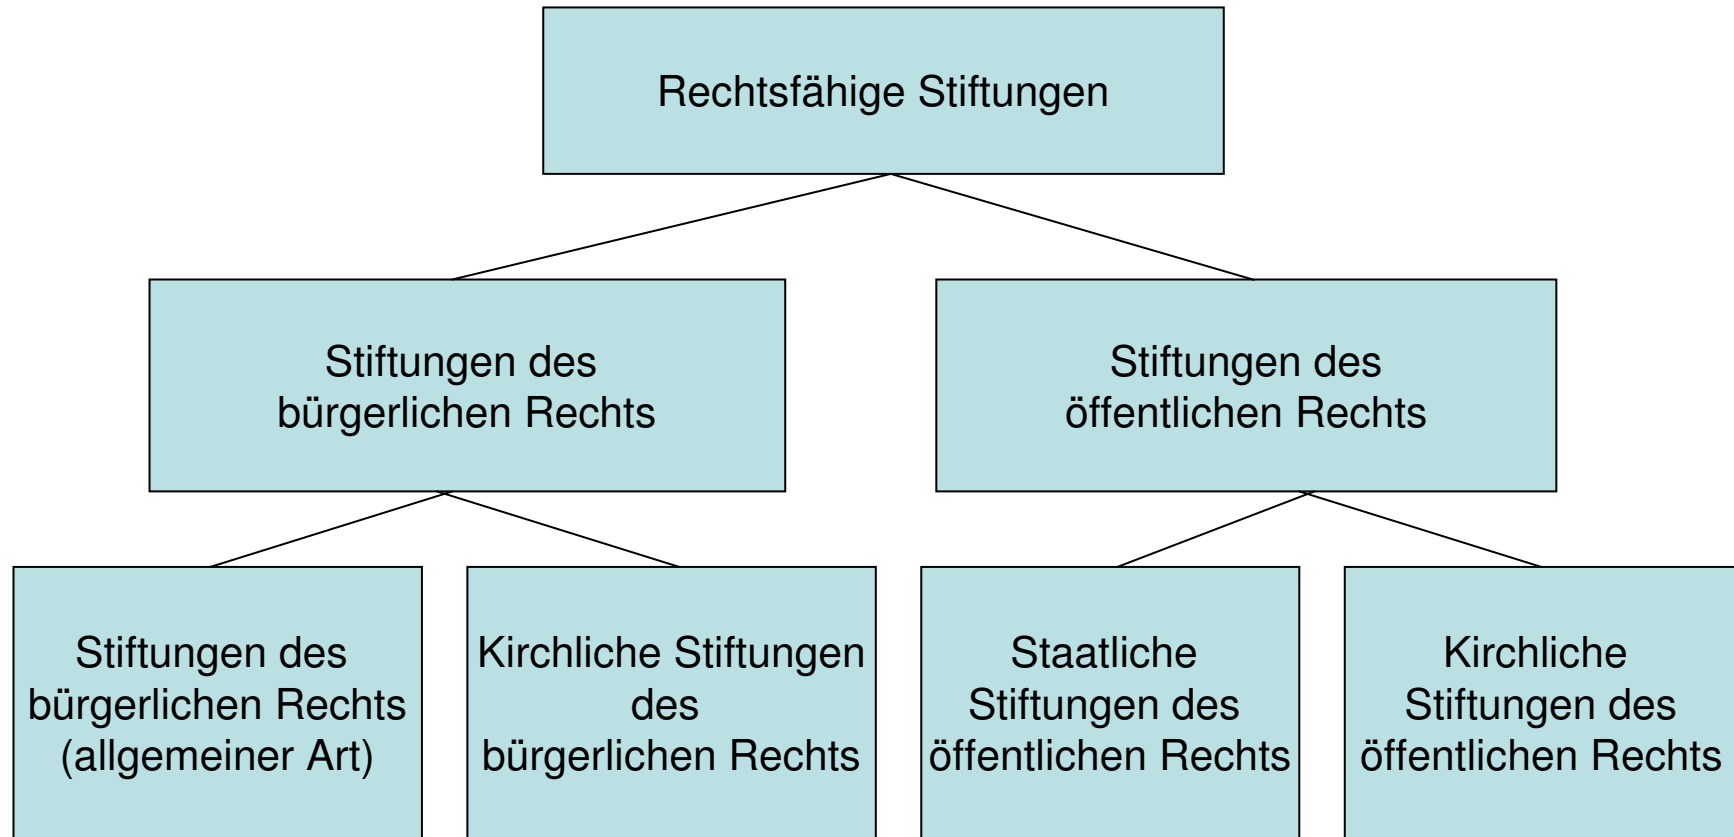 Rechtsfähige Stiftungen
Stiftungen des
bürgerlichen Rechts
Stiftungen des
öffentlichen Rechts
Stiftungen des
bürgerlichen Rechts
(allgemeiner Art)
Kirchliche Stiftungen
des
bürgerlichen Rechts
Staatliche
Stiftungen des
öffentlichen Rechts
Kirchliche
Stiftungen des
öffentlichen Rechts